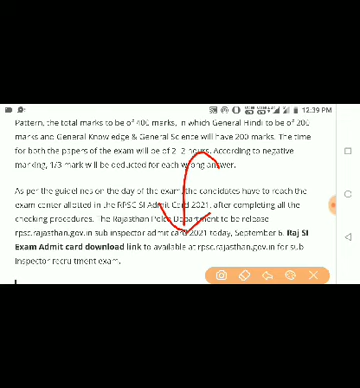 12:39 PM
Pattern, the total marks to be of 400 marks, in which General Hindi to be of 200
marks and General Knowledge & General Science will have 200 marks. The time
for both the papers of the exam will be of 2-2 hours. According to negative
marking, 1/3 mark will be deducted for each wrong answer.
As per the guidelines on the day of the exam, the candidates have to reach the
exam center allotted in the RPSC SI Admit Card 2021, after completing all the
checking procedures. The Rajasthan Police Department to be release
rpsc.rajasthan.gov.in sub inspector admit card 2021 today, September 6. Raj SI
Exam Admit card download link to available at rpsc.rajasthan.gov.in for sub
inspector recruitment exam.